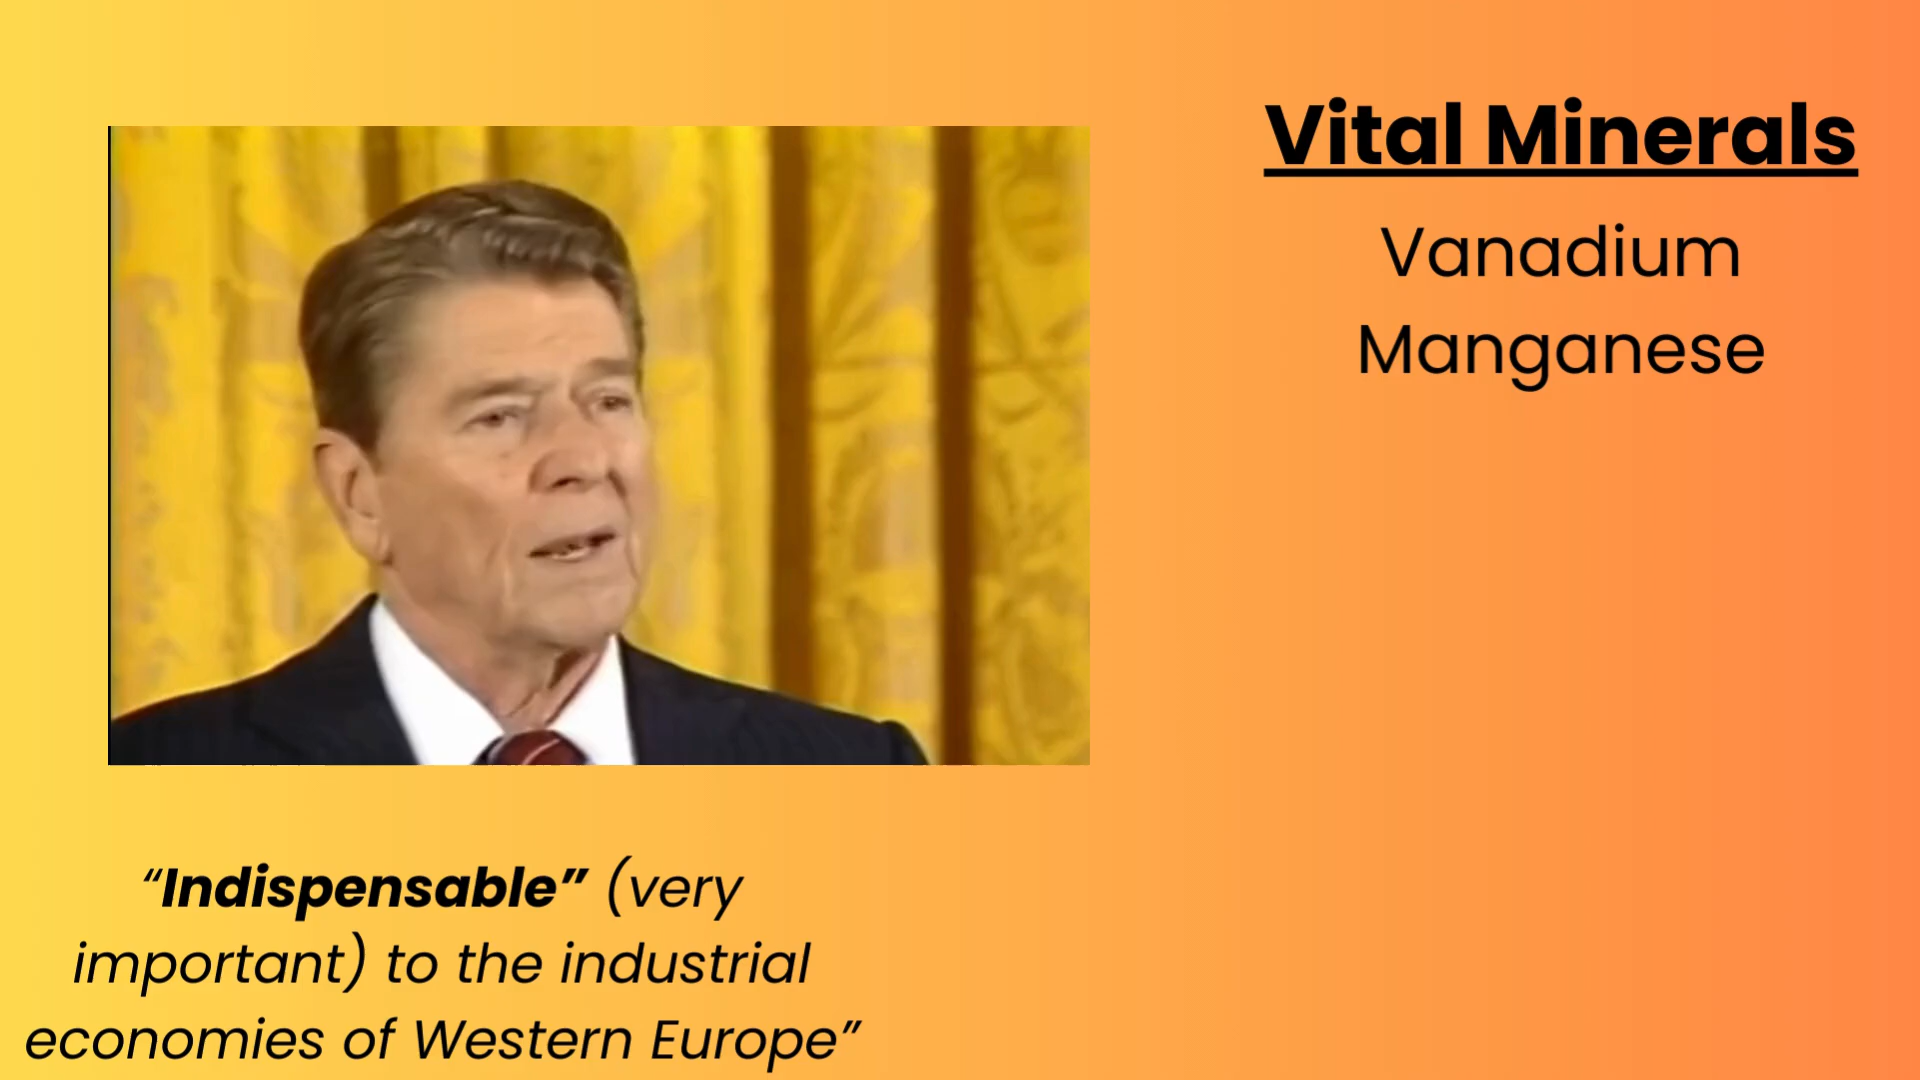 Vital Minerals
Vanadium
Manganese
“Indispensable” (very
important) to the industrial
economies of Western Europe”